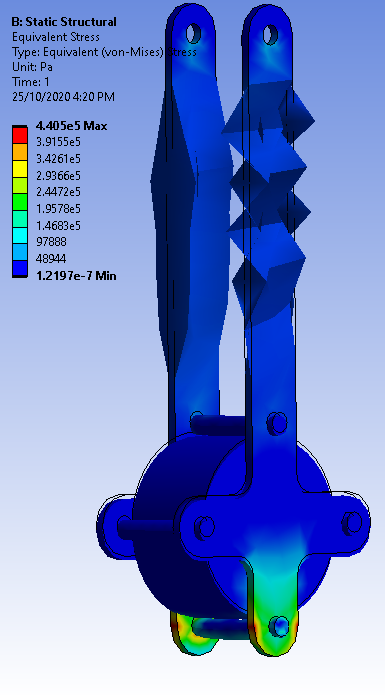 B: Static Structural
Equivalent Stress
Type: Equivalent (von-Mises) Stress
Unit: Pa
Time: 1
25/10/2020 4:20 PM
4.405e5 Max
3.9155e5
3.4261e5
2.9366e5
2.4472e5
1.9578e5
1.4683e5
97888
48944
1.2197e-7 Min